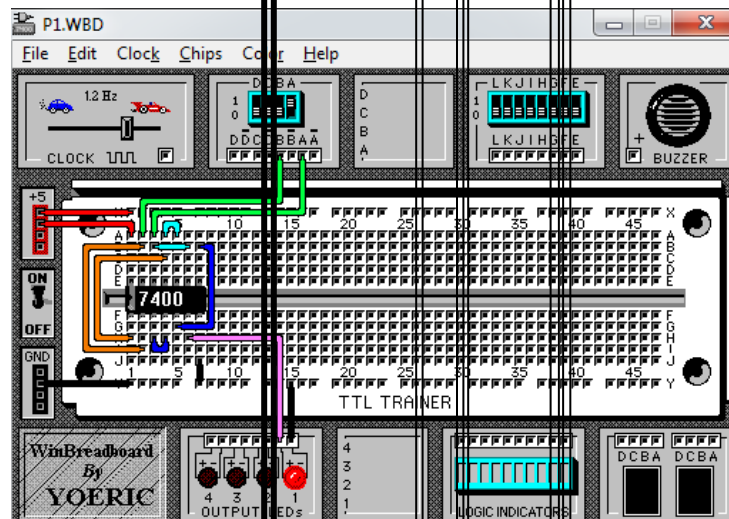 P1.WBD
File Edit Clock Chips Color Help
1.2 Hz
CLOCK
D C B A
1
0
D D C C B B A A
D
C
B
A
L K J I H G F E
1
0
L K J I H G F E
+
BUZZER
+5
ON
OFF
GND
X 10 15 20 25 30 35 40 45 X
A
B
C
D
E
7400
F
G
H
I
J
1 5 10 15 20 25 30 35 40 45
Y
TTL TRAINER
WinBreadboard
By
YOERIC
+ - + - + - + -
4 3 2 1
OUTPUT LEDs
4
3
2
1
LOGIC INDICATORS
D C B A D C B A